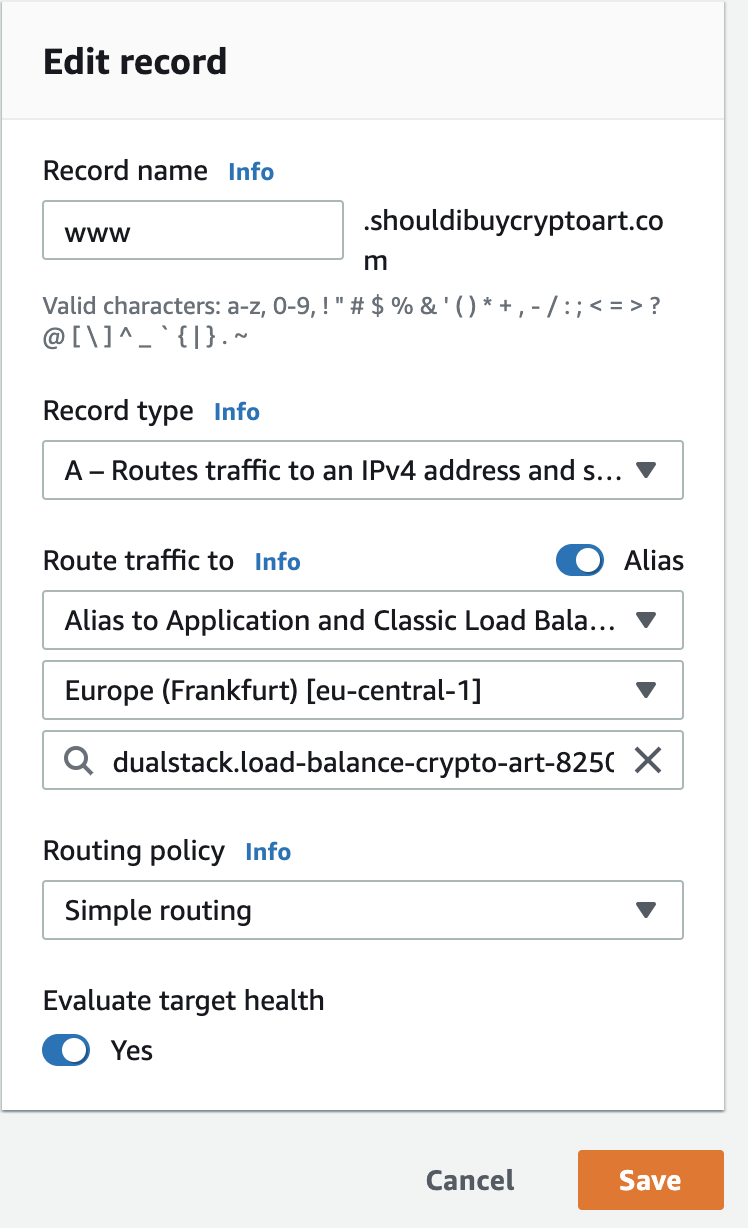 Edit record
Record name Info
www
.shouldibuycryptoart.co
m
Valid characters: a-z, 0-9, ! " # $ % & ' ( ) * + , - / : ; < = > ?
@ [ \ ] ^ _ ` { | } . ~
Record type Info
A – Routes traffic to an IPv4 address and s...
Route traffic to Info Alias
Alias to Application and Classic Load Bala...
Europe (Frankfurt) [eu-central-1]
dualstack.load-balance-crypto-art-825
Routing policy Info
Simple routing
Evaluate target health
Yes
Cancel Save